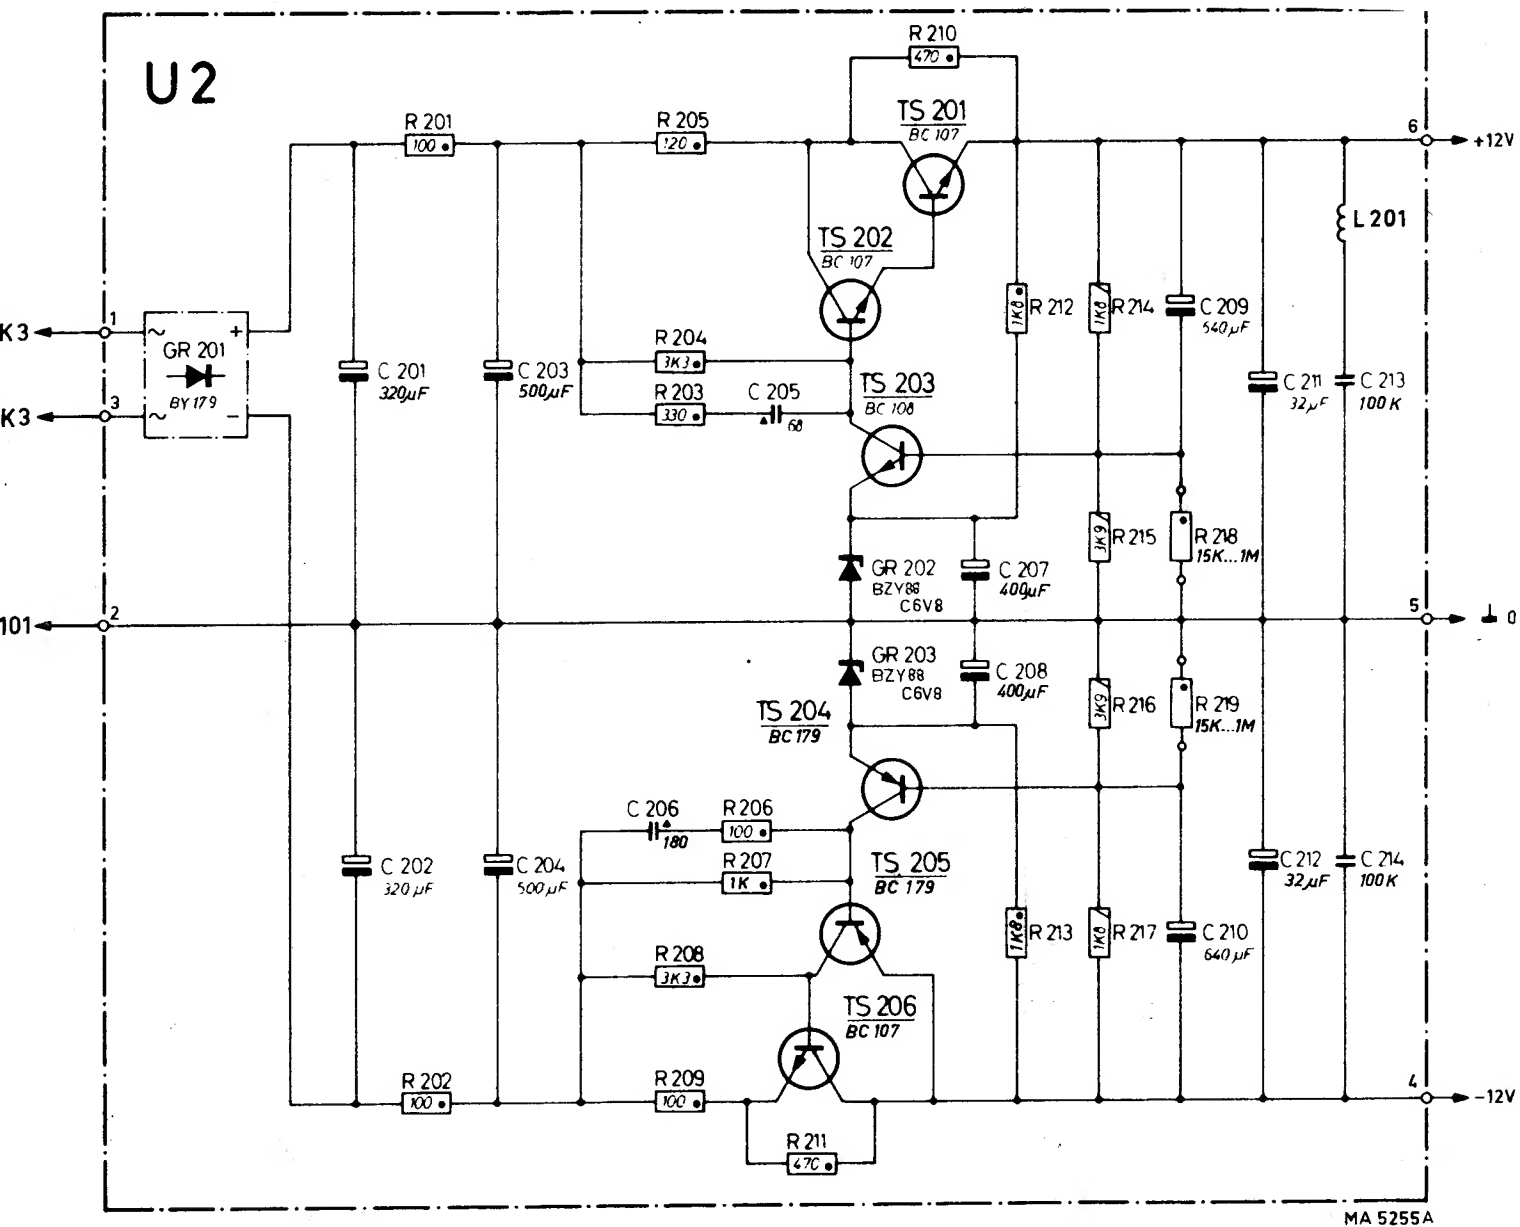 U2
R 210
470
TS 201
BC 107
R 201
100
R 205
120
6
+12V
TS 202
BC 107
L 201
1
K3
~
+
GR 201
BY 179
3
K3
~
−
C 201
320µF
C 203
500µF
R 204
3K3
R 203
330
C 205
68
TS 203
BC 108
1K8
R 212
1K8
R 214
C 209
640µF
C 211
32µF
C 213
100K
3K9
R 215
R 218
15K...1M
GR 202
BZY88
C6V8
C 207
400µF
2
101
5
0
GR 203
BZY88
C6V8
C 208
400µF
3K9
R 216
R 219
15K...1M
TS 204
BC 179
C 206
180
R 206
100
R 207
1K
TS 205
BC 179
C 202
320µF
C 204
500µF
C 212
32µF
C 214
100K
1K8
R 213
1K8
R 217
C 210
640µF
R 208
3K3
TS 206
BC 107
R 202
100
R 209
100
4
−12V
R 211
470
MA 5255A